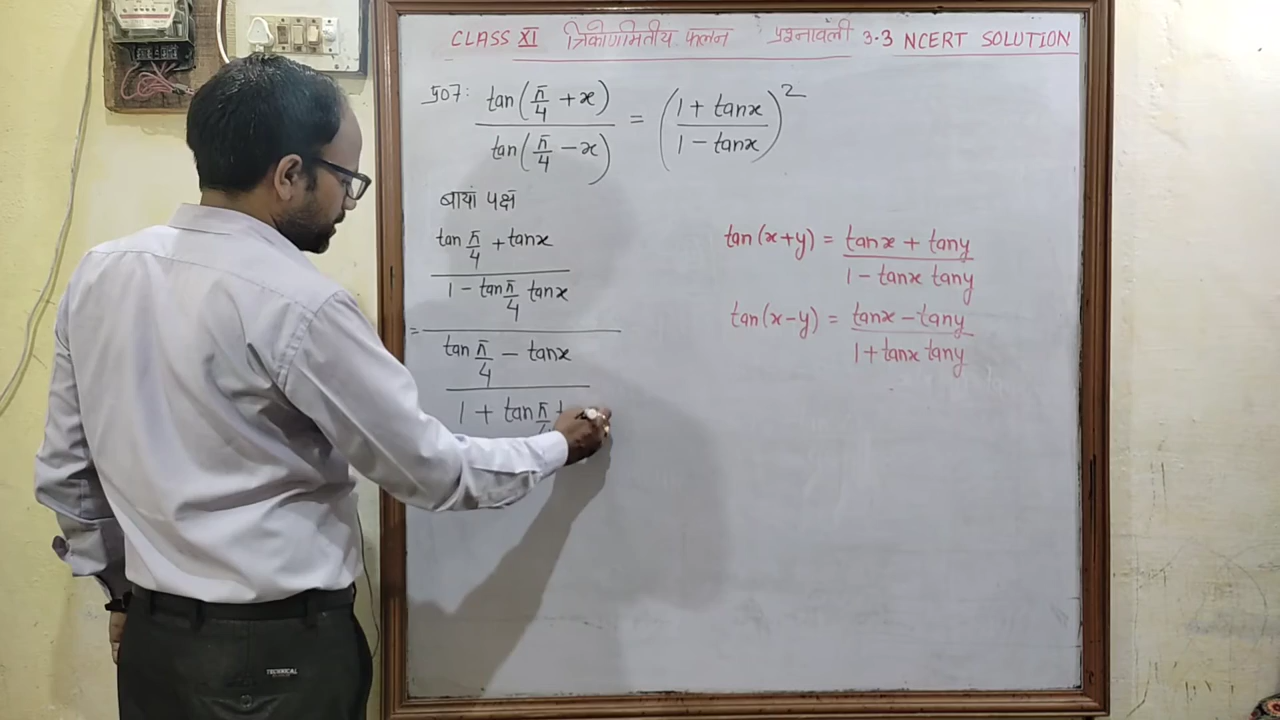 CLASS XI त्रिकोणमितीय फलन प्रश्नावली 3.3 NCERT SOLUTION
प्र07: tan(π/4 + x) / tan(π/4 - x) = ((1 + tanx) / (1 - tanx))²
बायां पक्ष
tan π/4 + tanx
1 - tan π/4 tanx
=
tan π/4 - tanx
1 + tan π/4
tan(x+y) = tanx + tany / 1 - tanx tany
tan(x-y) = tanx - tany / 1 + tanx tany
TECHNICAL